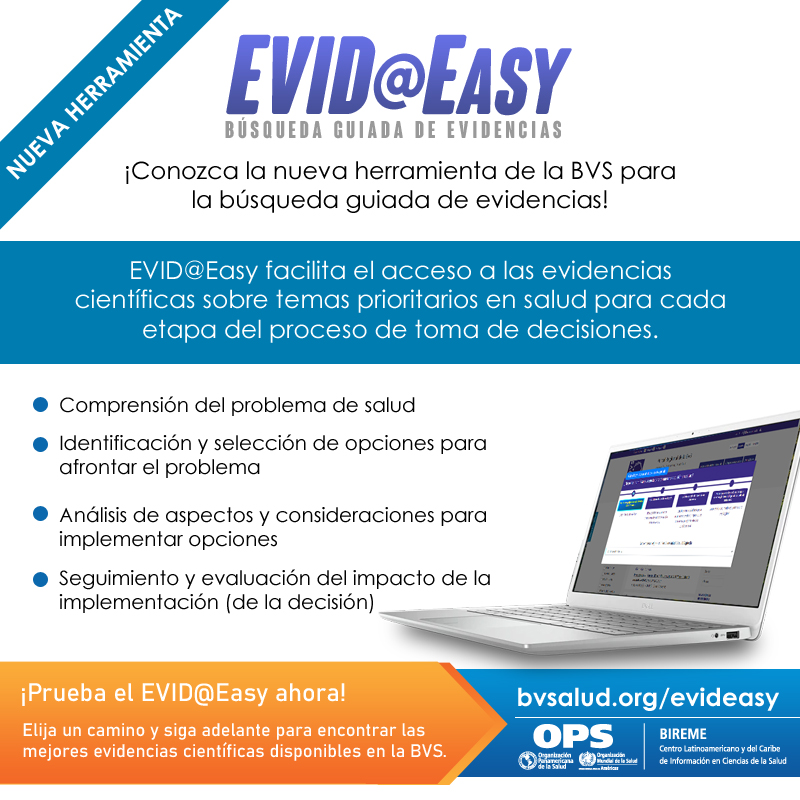 NUEVA HERRAMIENTA
EVID@EASY
BÚSQUEDA GUIADA DE EVIDENCIAS
¡Conozca la nueva herramienta de la BVS para
la búsqueda guiada de evidencias!
EVID@Easy facilita el acceso a las evidencias
científicas sobre temas prioritarios en salud para cada
etapa del proceso de toma de decisiones.
Comprensión del problema de salud
Identificación y selección de opciones para
afrontar el problema
Análisis de aspectos y consideraciones para
implementar opciones
Seguimiento y evaluación del impacto de la
implementación (de la decisión)
¡Prueba el EVID@Easy ahora!
Elija un camino y siga adelante para encontrar las
mejores evidencias científicas disponibles en la BVS.
bvsalud.org/evideasy
OPS
Organización
Panamericana
de la Salud
Organización
Mundial de la Salud
Américas
BIREME
Centro Latinoamericano y del Caribe
de Información en Ciencias de la Salud